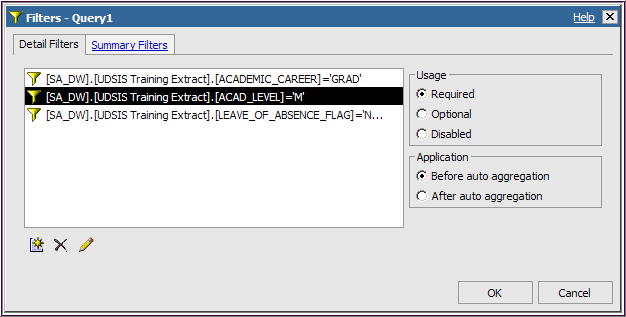 Filters - Query1
Help
Detail Filters
Summary Filters
[SA_DW].[UDSIS Training Extract].[ACADEMIC_CAREER]='GRAD'
[SA_DW].[UDSIS Training Extract].[ACAD_LEVEL]='M'
[SA_DW].[UDSIS Training Extract].[LEAVE_OF_ABSENCE_FLAG]='N...
Usage
Required
Optional
Disabled
Application
Before auto aggregation
After auto aggregation
OK
Cancel